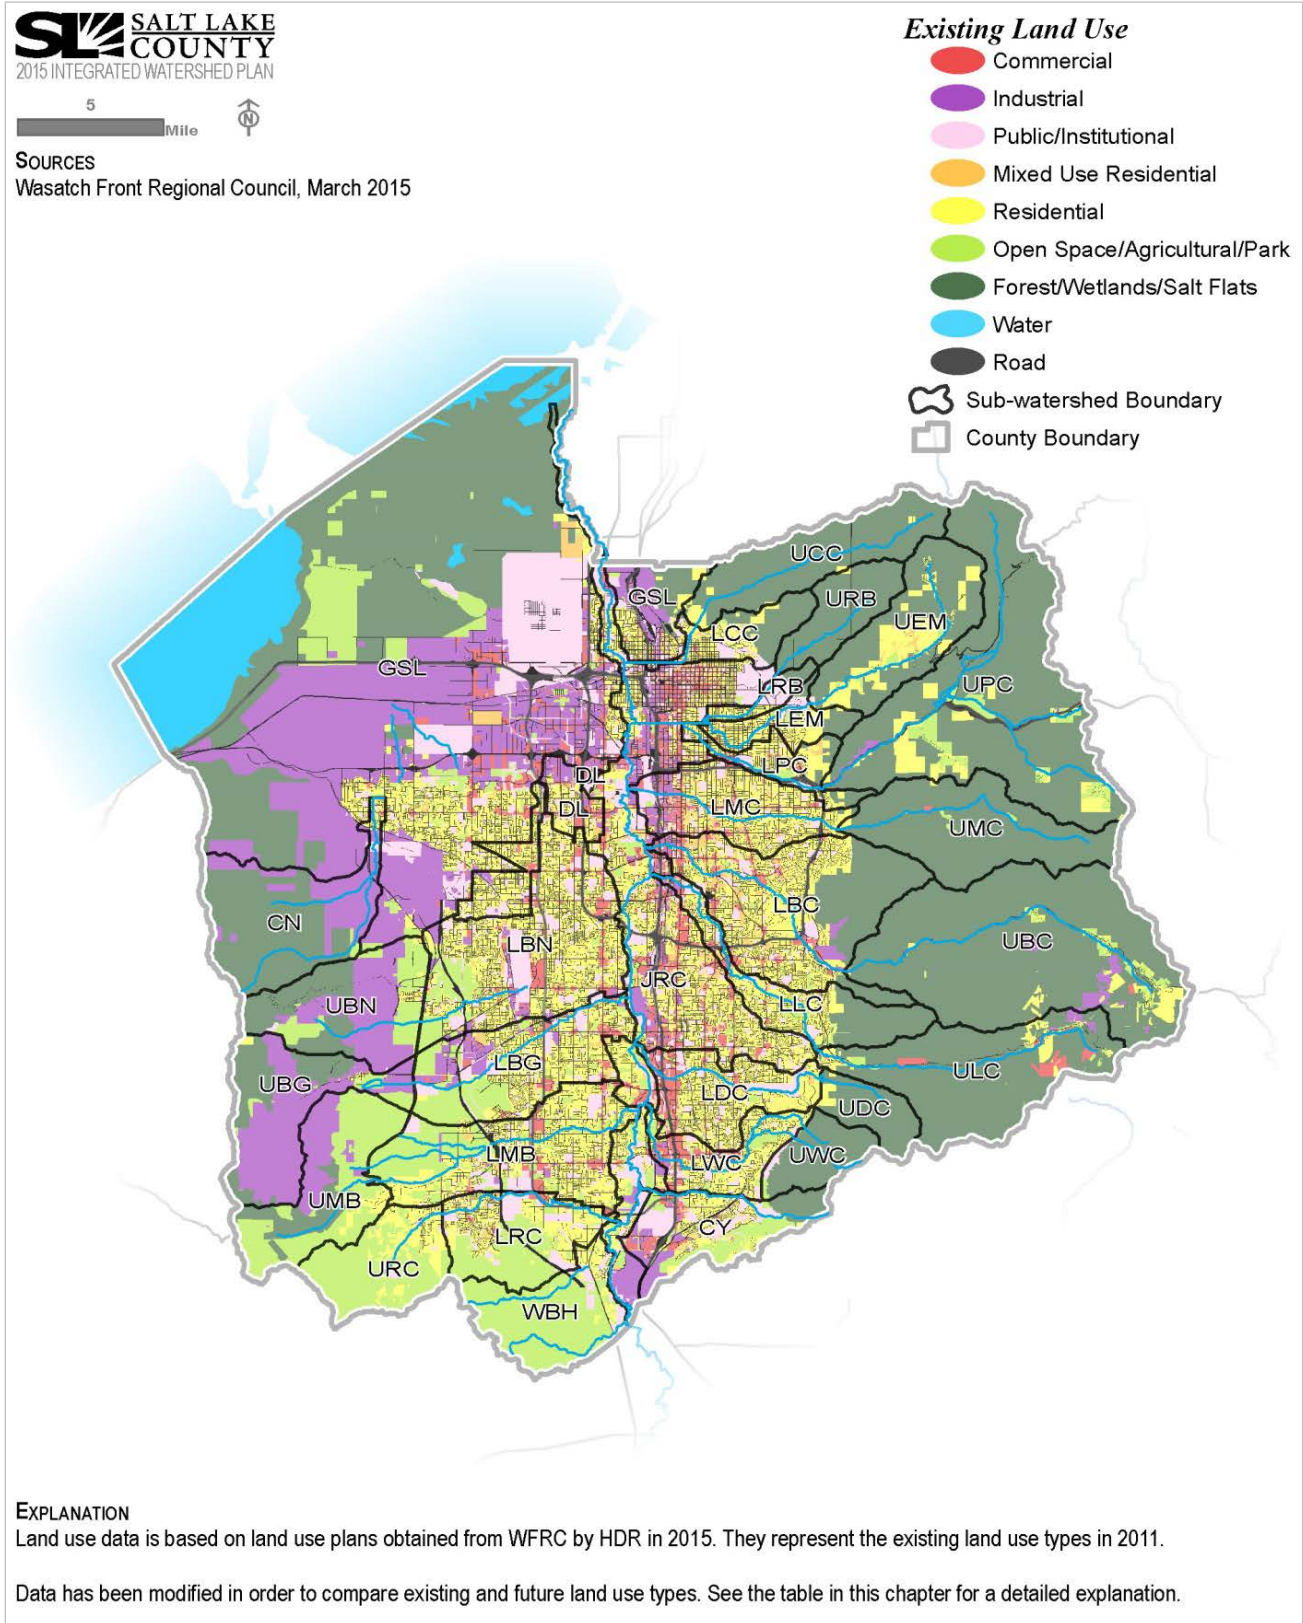 SL SALT LAKE
COUNTY
2015 INTEGRATED WATERSHED PLAN
5
Mile
N
SOURCES
Wasatch Front Regional Council, March 2015
Existing Land Use
Commercial
Industrial
Public/Institutional
Mixed Use Residential
Residential
Open Space/Agricultural/Park
Forest/Wetlands/Salt Flats
Water
Road
Sub-watershed Boundary
County Boundary
UCC
GSL
URB
UEM
LCC
GSL
LRB
UPC
LEM
LPC
DL
DL
LMC
UMC
LBC
CN
LBN
UBC
JRC
UBN
LLC
LBG
ULC
UBG
LDC
UDC
LMB
LWC
UWC
UMB
LRC
CY
URC
WBH
EXPLANATION
Land use data is based on land use plans obtained from WFRC by HDR in 2015. They represent the existing land use types in 2011.
Data has been modified in order to compare existing and future land use types. See the table in this chapter for a detailed explanation.